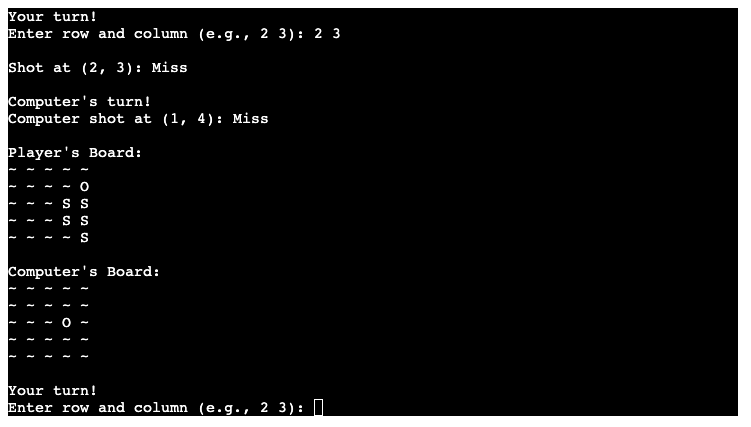 Your turn!
Enter row and column (e.g., 2 3): 2 3
Shot at (2, 3): Miss
Computer's turn!
Computer shot at (1, 4): Miss
Player's Board:
~ ~ ~ ~ ~
~ ~ ~ ~ O
~ ~ ~ S S
~ ~ ~ S S
~ ~ ~ ~ S
Computer's Board:
~ ~ ~ ~ ~
~ ~ ~ ~ ~
~ ~ ~ O ~
~ ~ ~ ~ ~
~ ~ ~ ~ ~
Your turn!
Enter row and column (e.g., 2 3):